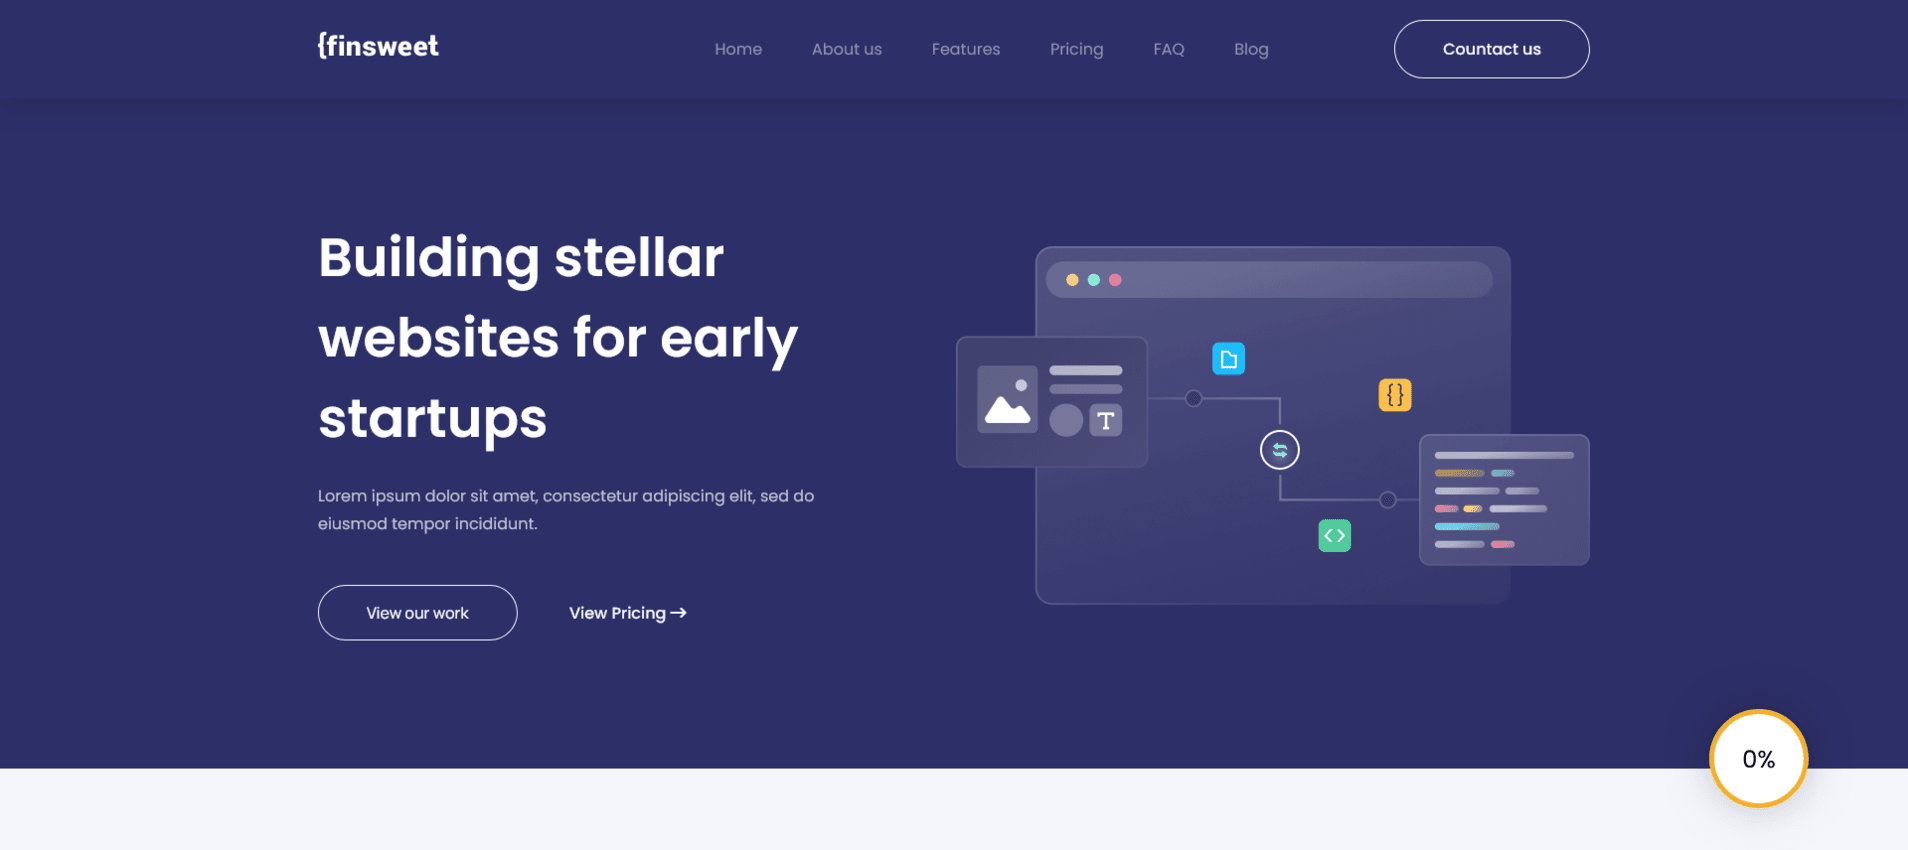 {finsweet
Home About us Features Pricing FAQ Blog
Countact us
Building stellar
websites for early
startups
Lorem ipsum dolor sit amet, consectetur adipiscing elit, sed do
eiusmod tempor incididunt.
View our work
View Pricing →
T
{ }
< >
0%